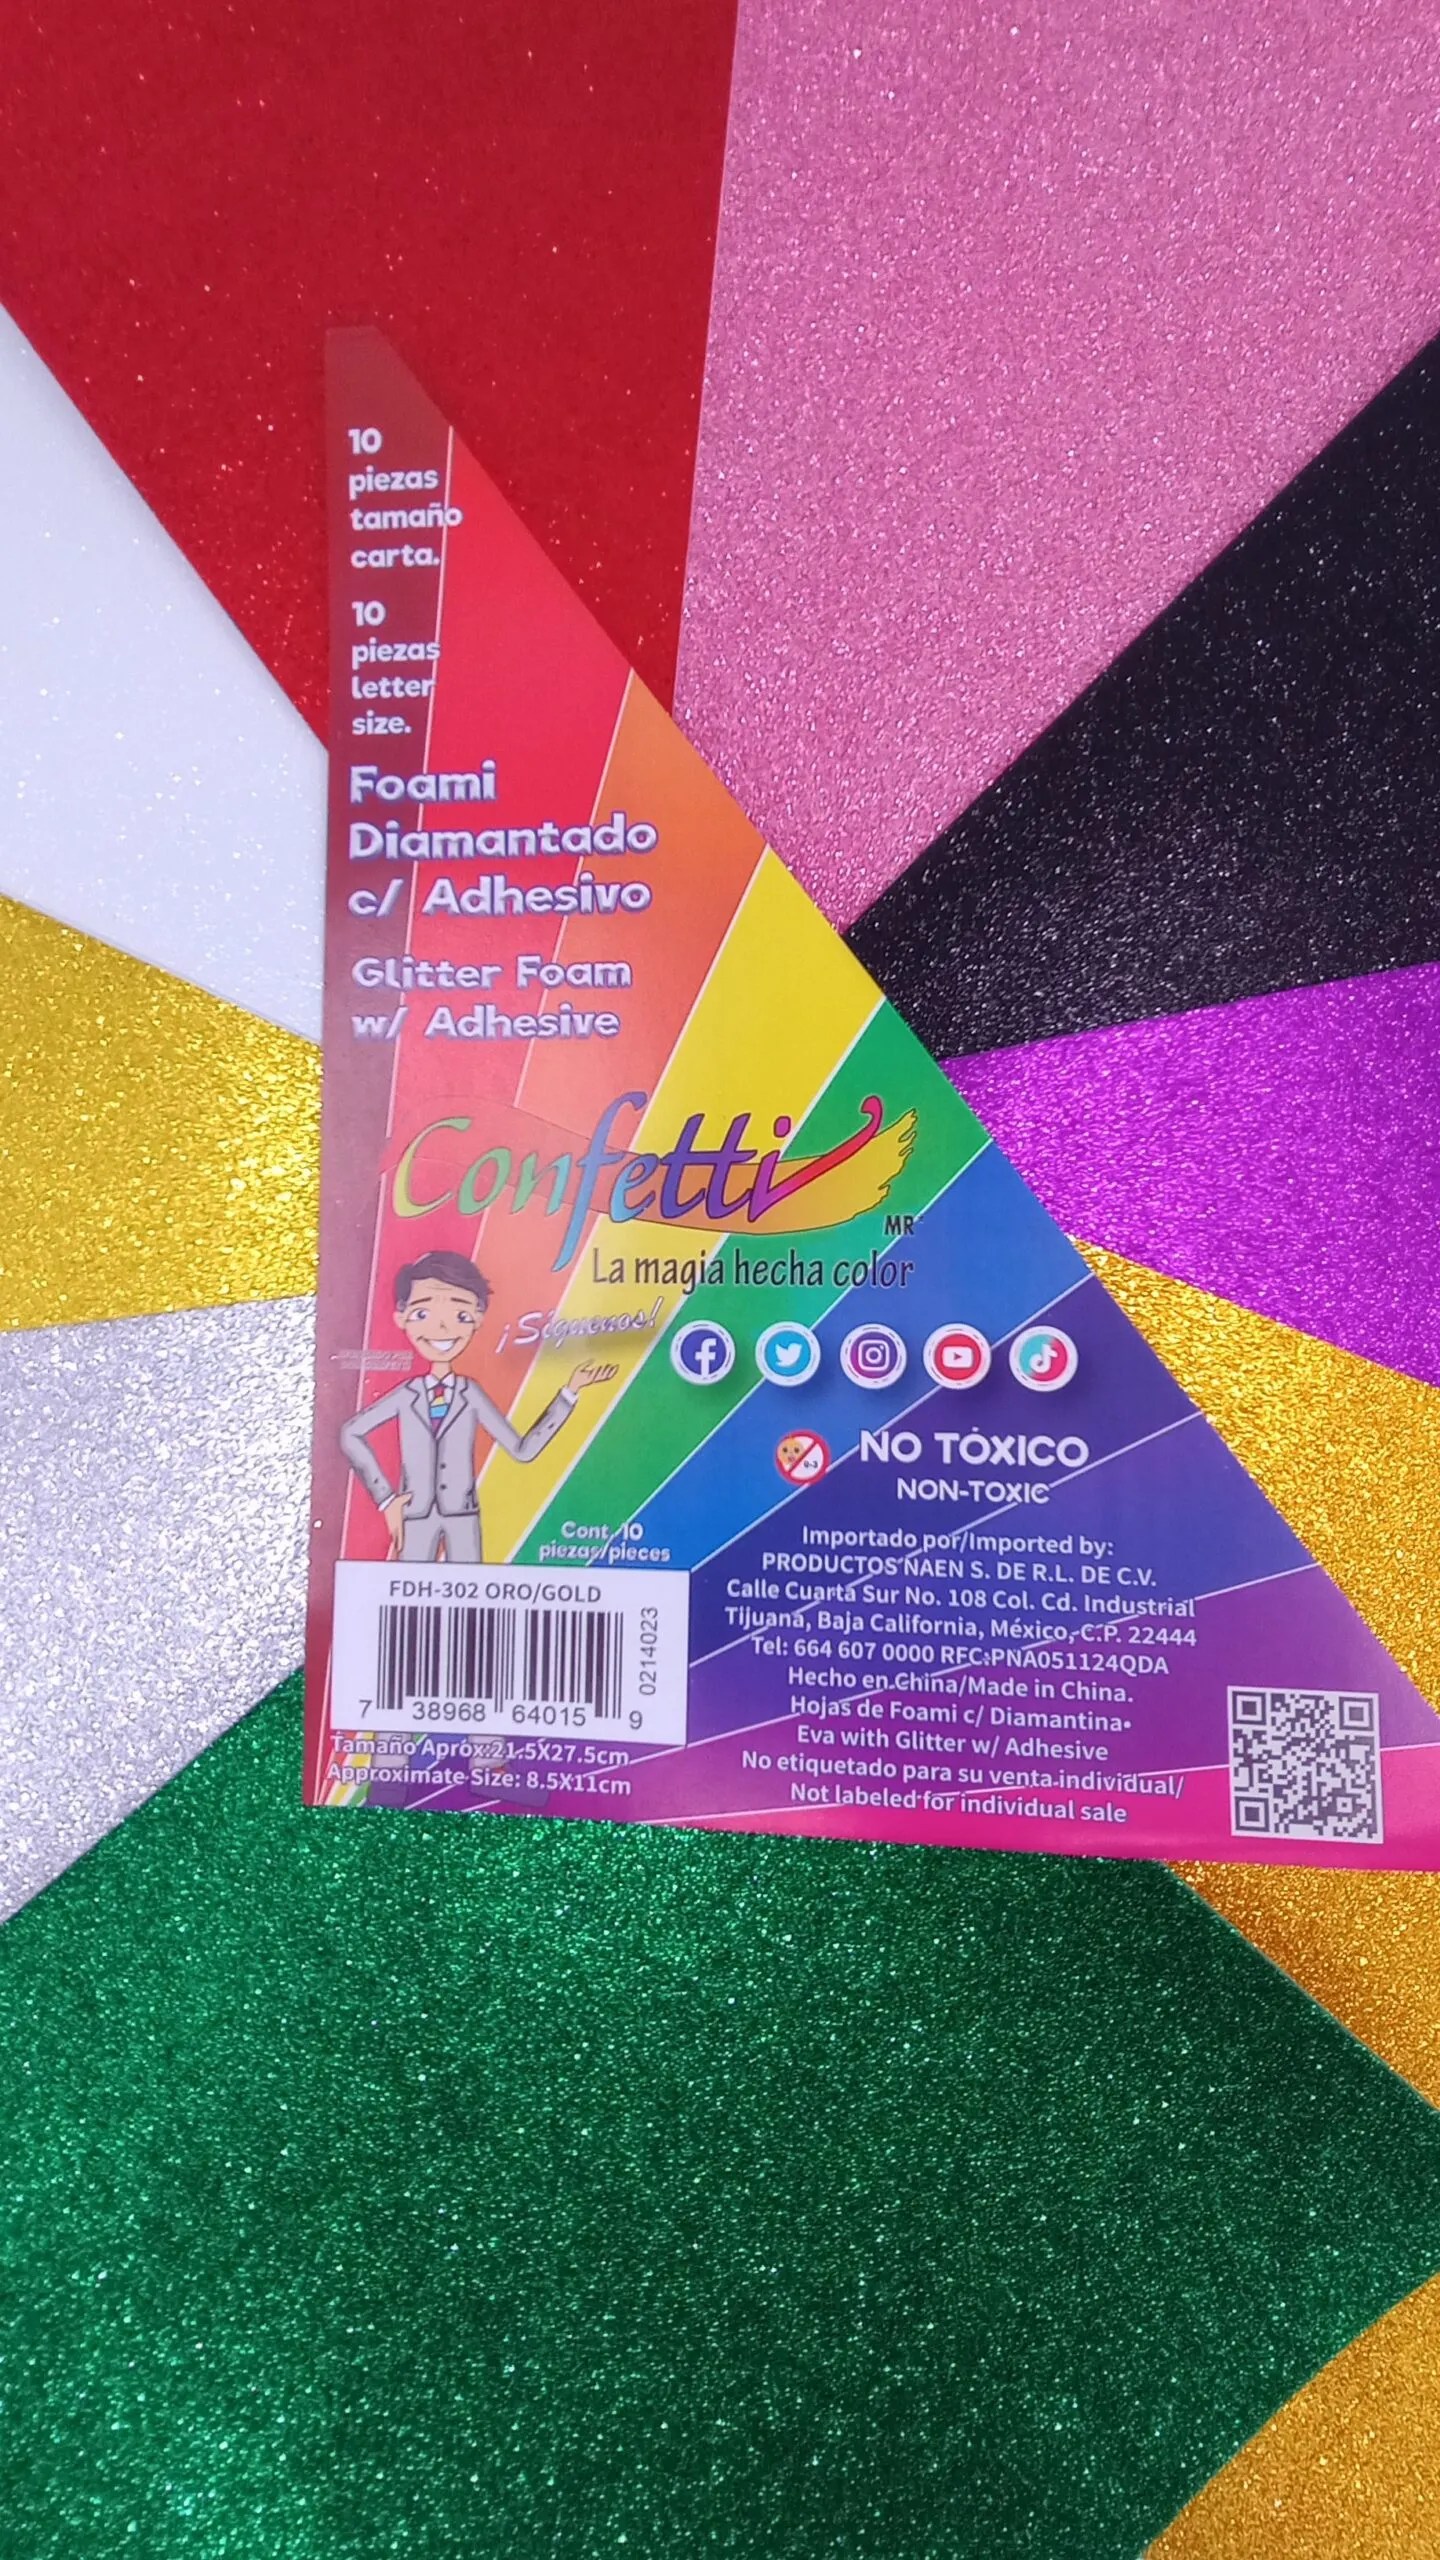 10
piezas
tamaño
carta.
10
piezas
letter
size.
Foami
Diamantado
c/ Adhesivo
Glitter Foam
w/ Adhesive
Confetti
MR
La magia hecha color
¡Síguenos!
NO TÓXICO
NON-TOXIC
0-3
Cont. 10
piezas/pieces
FDH-302 ORO/GOLD
0214023
7 38968 64015 9
Tamaño Aprox:21.5X27.5cm
Approximate Size: 8.5X11cm
Importado por/Imported by:
PRODUCTOS NAEN S. DE R.L. DE C.V.
Calle Cuarta Sur No. 108 Col. Cd. Industrial
Tijuana, Baja California, México, C.P. 22444
Tel: 664 607 0000 RFC:PNA051124QDA
Hecho en China/Made in China.
Hojas de Foami c/ Diamantina•
Eva with Glitter w/ Adhesive
No etiquetado para su venta individual/
Not labeled for individual sale